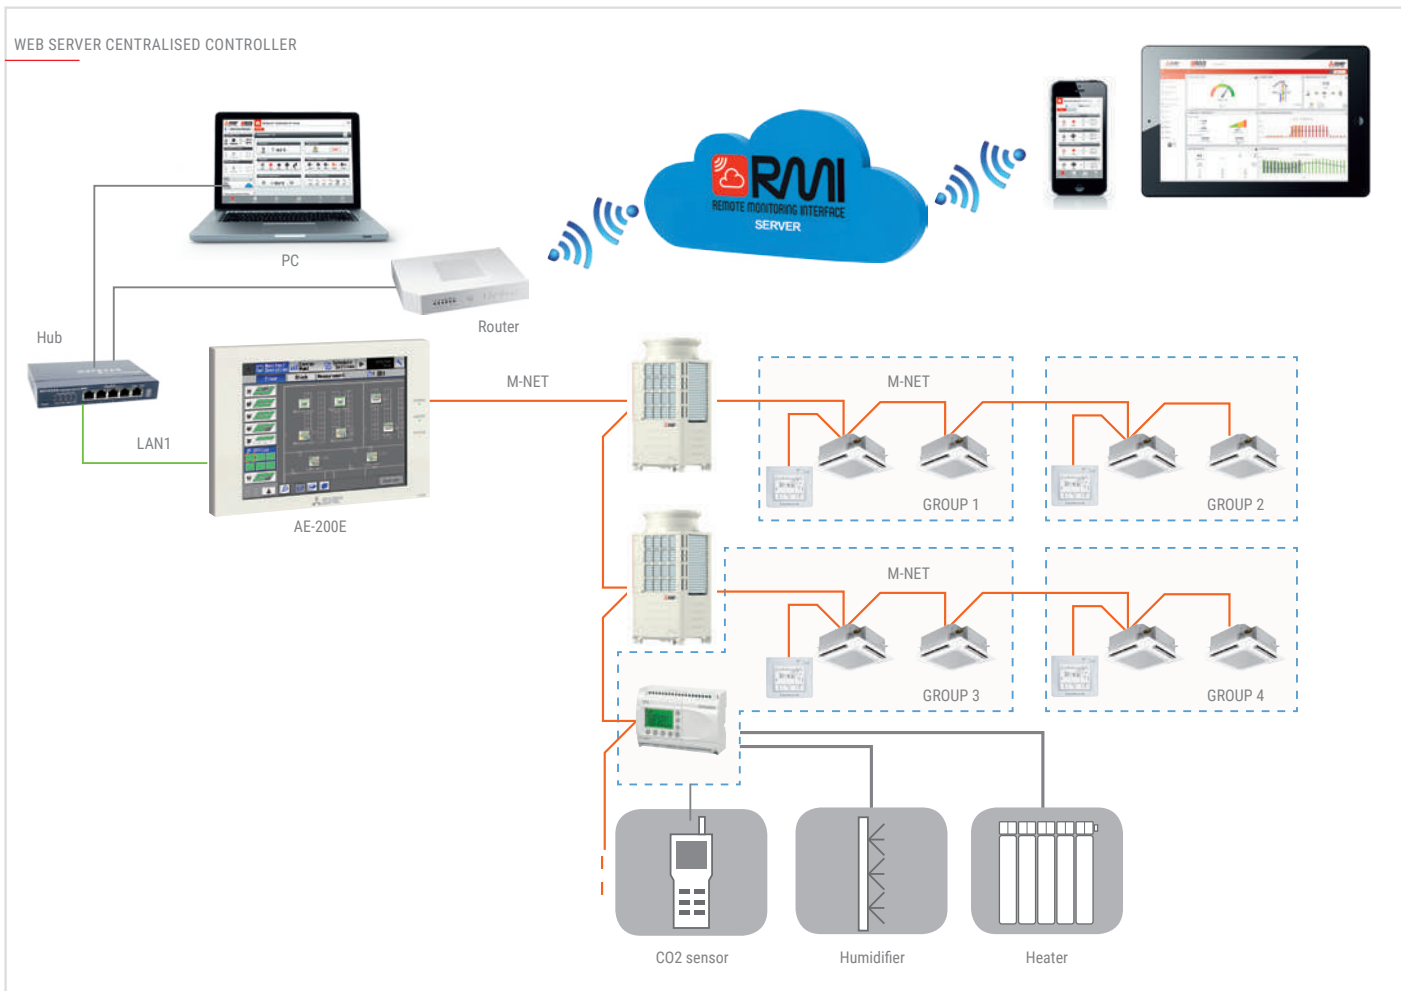 WEB SERVER CENTRALISED CONTROLLER
RMI
REMOTE MONITORING INTERFACE
SERVER
PC
Router
Hub
M-NET
M-NET
LAN1
GROUP 1
GROUP 2
AE-200E
M-NET
GROUP 3
GROUP 4
CO2 sensor
Humidifier
Heater